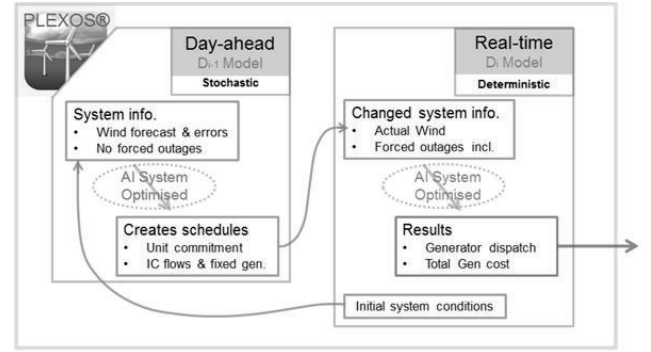 PLEXOS®
Day-ahead
Di-1 Model
Stochastic
System info.
• Wind forecast & errors
• No forced outages
AI System
Optimised
Creates schedules
• Unit commitment
• IC flows & fixed gen.
Real-time
Di Model
Deterministic
Changed system info.
• Actual Wind
• Forced outages incl.
AI System
Optimised
Results
• Generator dispatch
• Total Gen cost
Initial system conditions